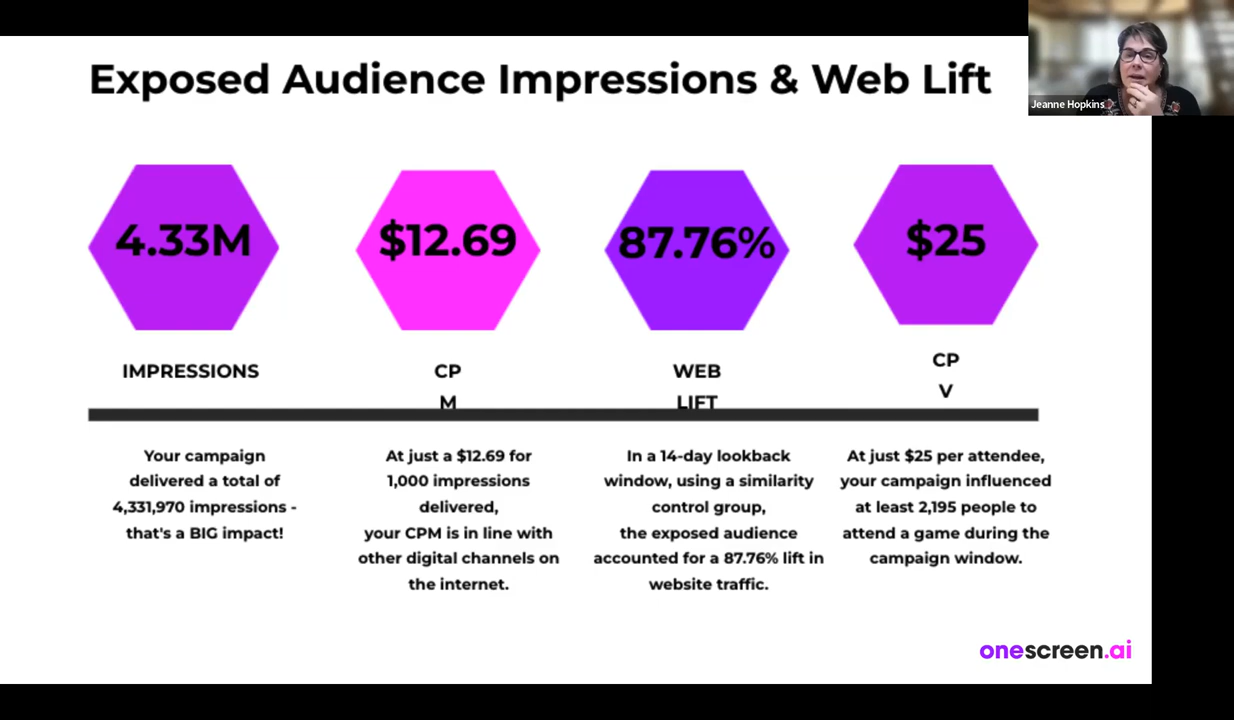 Exposed Audience Impressions & Web Lift
Jeanne Hopkins
4.33M
$12.69
87.76%
$25
IMPRESSIONS
CP
M
WEB
LIFT
CP
V
Your campaign
delivered a total of
4,331,970 impressions -
that's a BIG impact!
At just a $12.69 for
1,000 impressions
delivered,
your CPM is in line with
other digital channels on
the internet.
In a 14-day lookback
window, using a similarity
control group,
the exposed audience
accounted for a 87.76% lift in
website traffic.
At just $25 per attendee,
your campaign influenced
at least 2,195 people to
attend a game during the
campaign window.
onescreen.ai